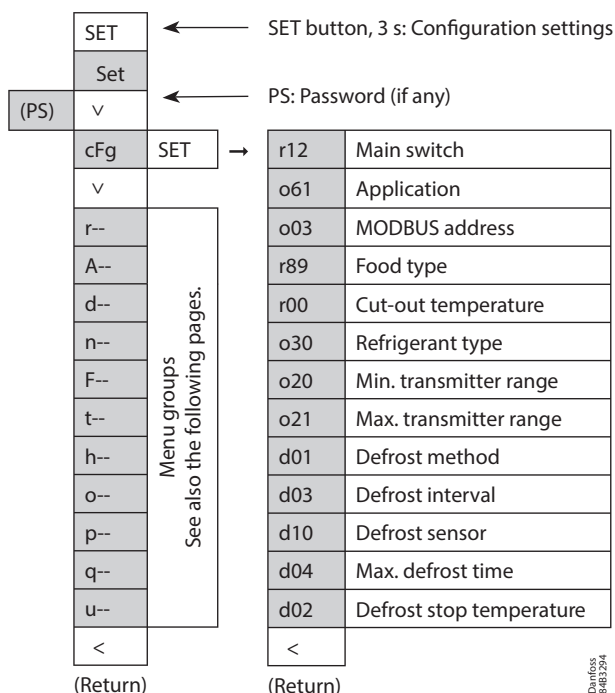 SET
SET button, 3 s: Configuration settings
Set
(PS)
˅
PS: Password (if any)
cFg
SET
r12
Main switch
˅
o61
Application
r--
o03
MODBUS address
A--
r89
Food type
d--
r00
Cut-out temperature
n--
o30
Refrigerant type
F--
o20
Min. transmitter range
t--
o21
Max. transmitter range
h--
d01
Defrost method
o--
d03
Defrost interval
p--
d10
Defrost sensor
q--
d04
Max. defrost time
u--
d02
Defrost stop temperature
Menu groups
See also the following pages.
<
<
(Return)
(Return)
Danfoss
84B3294